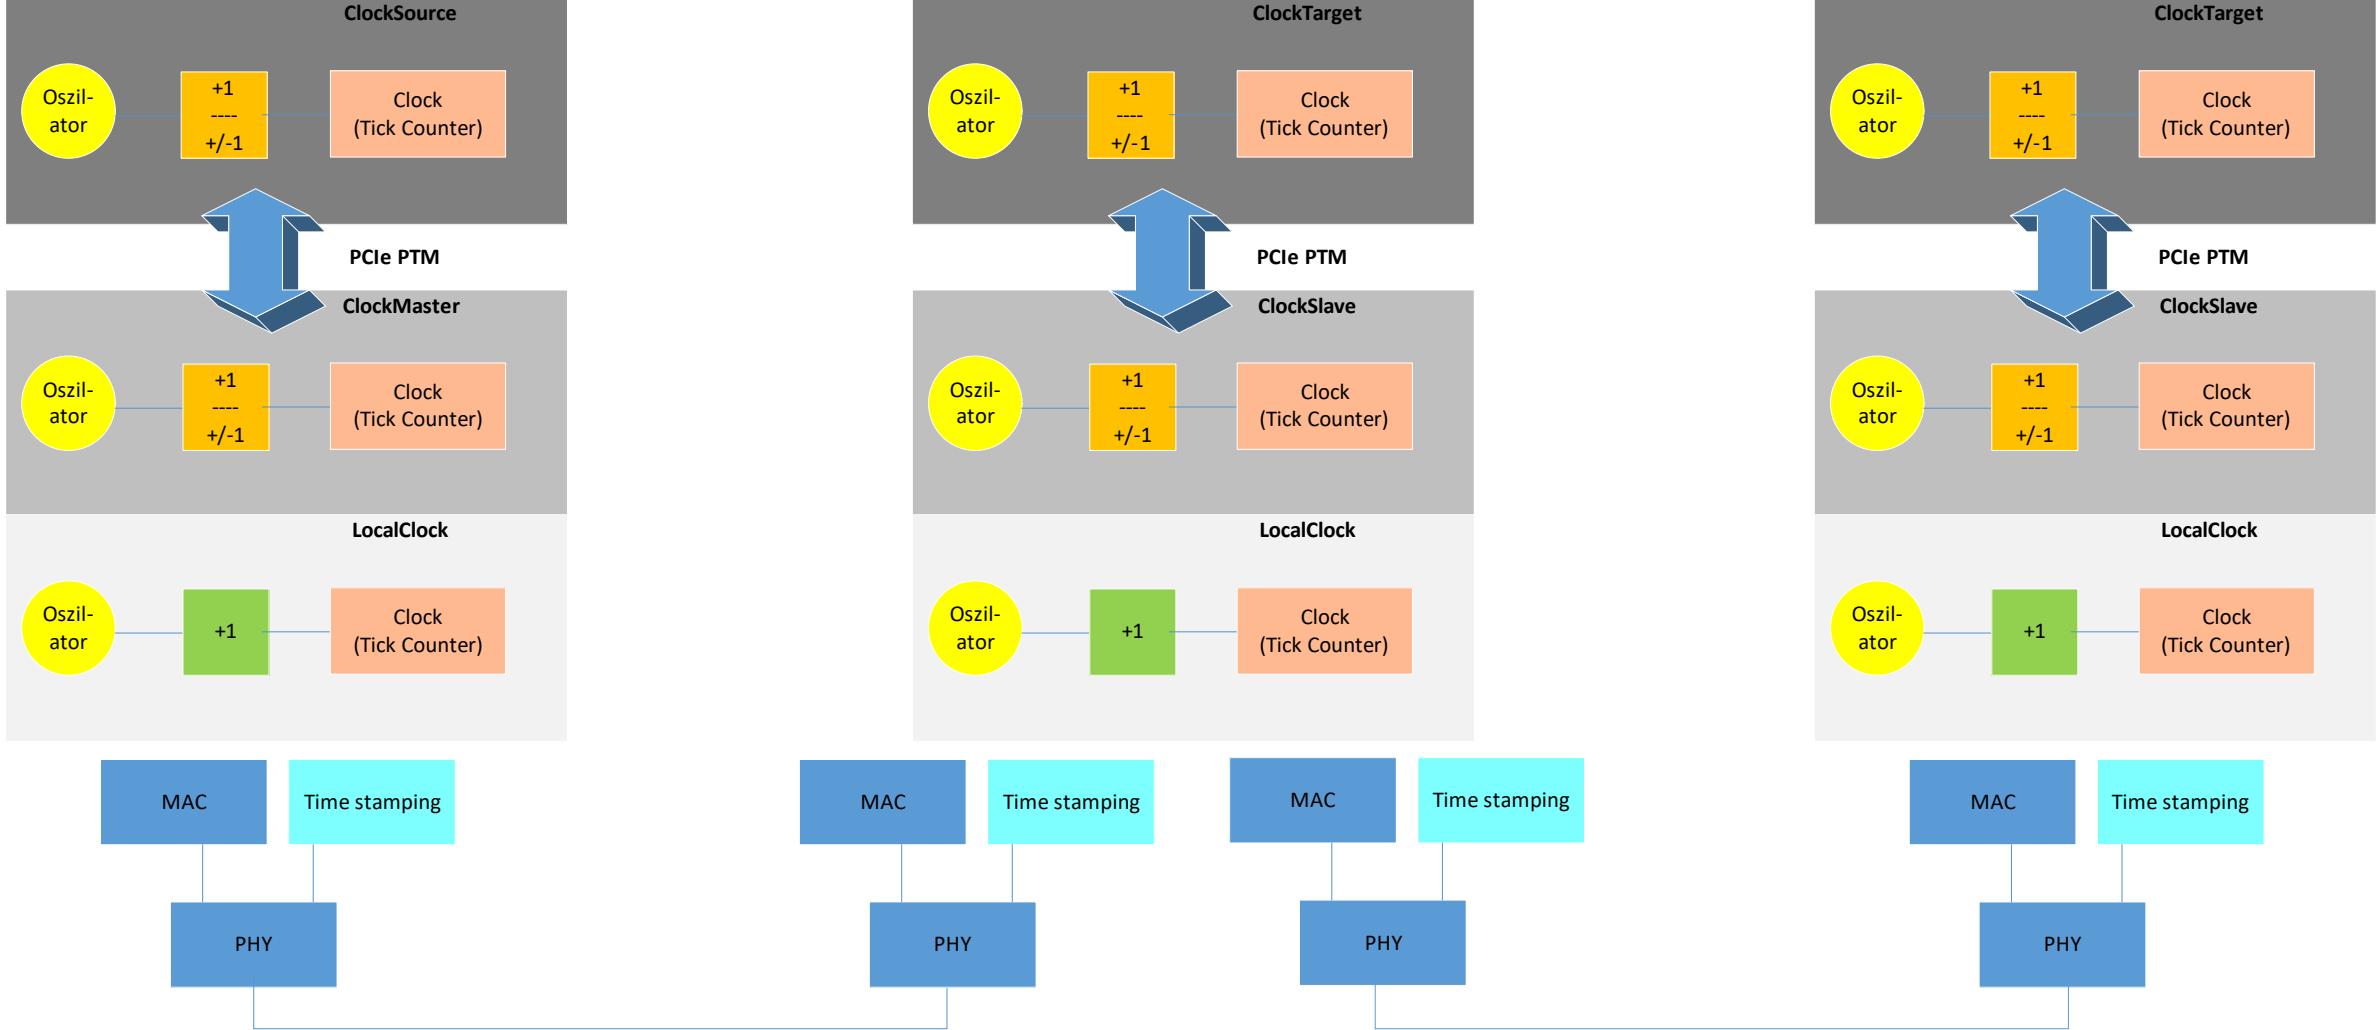 ClockSource
Oszil-
ator
+1
----
+/-1
Clock
(Tick Counter)
PCIe PTM
ClockMaster
Oszil-
ator
+1
----
+/-1
Clock
(Tick Counter)
LocalClock
Oszil-
ator
+1
Clock
(Tick Counter)
MAC
Time stamping
PHY
ClockTarget
Oszil-
ator
+1
----
+/-1
Clock
(Tick Counter)
PCIe PTM
ClockSlave
Oszil-
ator
+1
----
+/-1
Clock
(Tick Counter)
LocalClock
Oszil-
ator
+1
Clock
(Tick Counter)
MAC
Time stamping
PHY
MAC
Time stamping
PHY
ClockTarget
Oszil-
ator
+1
----
+/-1
Clock
(Tick Counter)
PCIe PTM
ClockSlave
Oszil-
ator
+1
----
+/-1
Clock
(Tick Counter)
LocalClock
Oszil-
ator
+1
Clock
(Tick Counter)
MAC
Time stamping
PHY